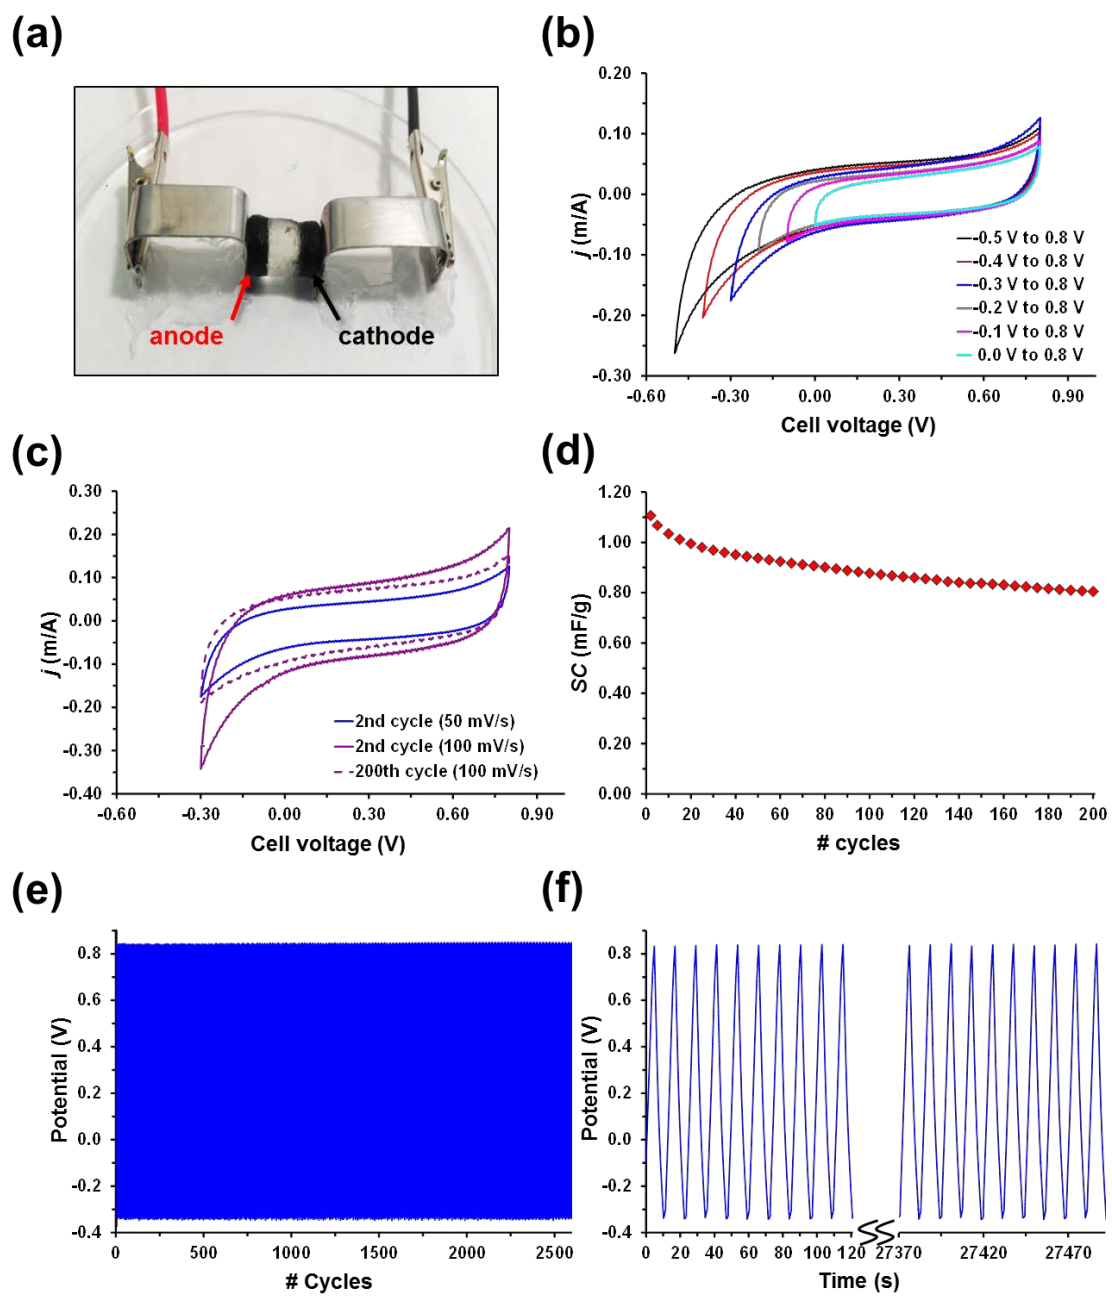 (a)
anode
cathode
(b)
0.20
0.10
0.00
-0.10
-0.20
-0.30
j (m/A)
-0.60
-0.30
0.00
0.30
0.60
0.90
Cell voltage (V)
-0.5 V to 0.8 V
-0.4 V to 0.8 V
-0.3 V to 0.8 V
-0.2 V to 0.8 V
-0.1 V to 0.8 V
0.0 V to 0.8 V
(c)
0.30
0.20
0.10
0.00
-0.10
-0.20
-0.30
-0.40
j (m/A)
-0.60
-0.30
0.00
0.30
0.60
0.90
Cell voltage (V)
2nd cycle (50 mV/s)
2nd cycle (100 mV/s)
200th cycle (100 mV/s)
(d)
1.20
1.00
0.80
0.60
0.40
0.20
0.00
SC (mF/g)
0 20 40 60 80 100 120 140 160 180 200
# cycles
(e)
0.8
0.6
0.4
0.2
0.0
-0.2
-0.4
Potential (V)
0 500 1000 1500 2000 2500
# Cycles
(f)
0.8
0.6
0.4
0.2
0.0
-0.2
-0.4
Potential (V)
0 20 40 60 80 100 120 27370 27420 27470
Time (s)